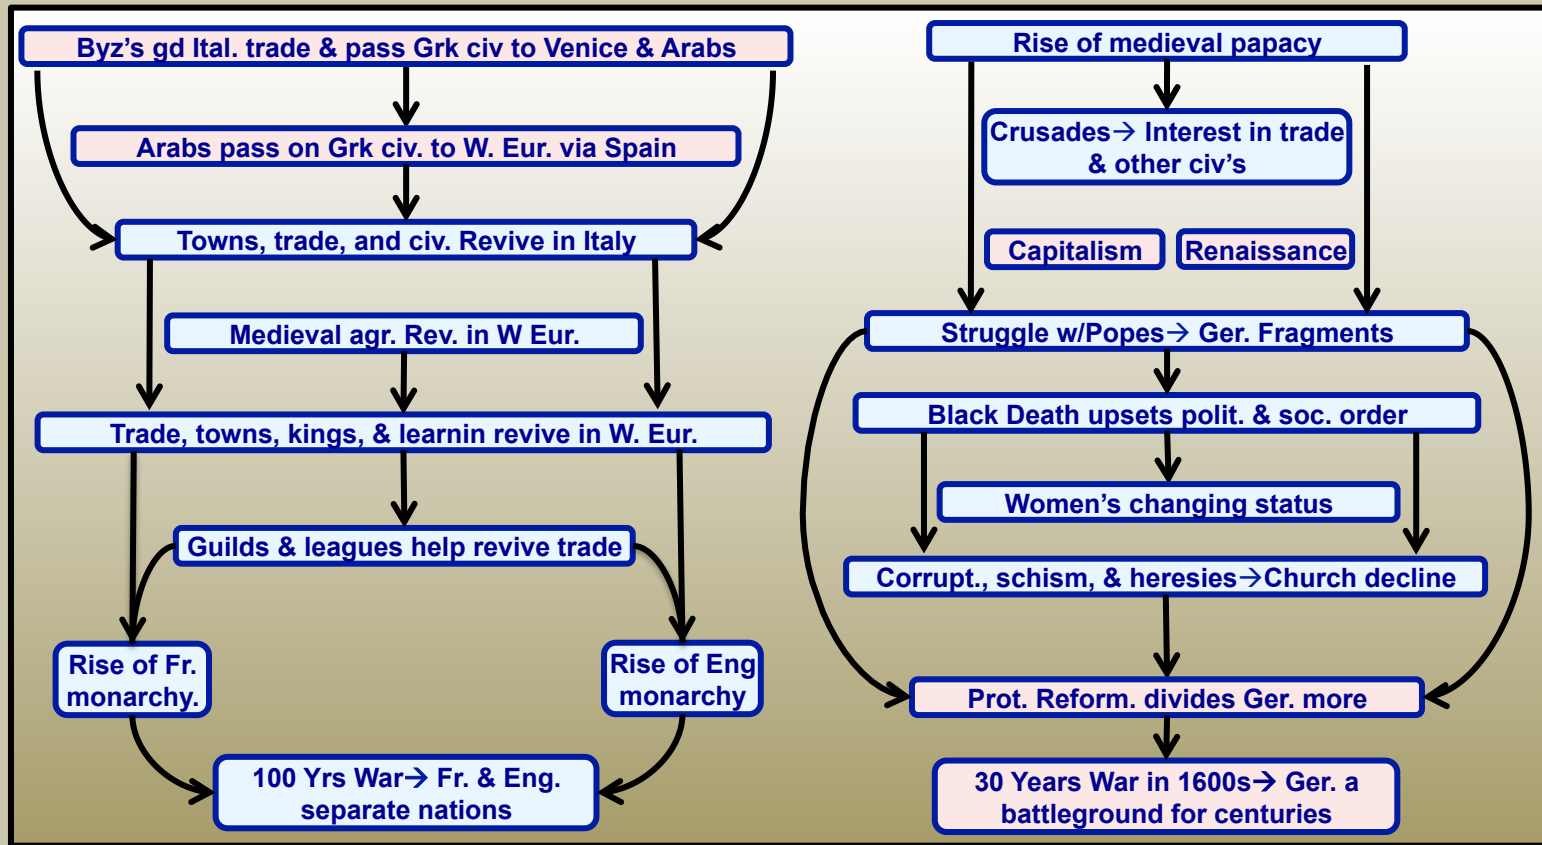 Byz’s gd Ital. trade & pass Grk civ to Venice & Arabs
Arabs pass on Grk civ. to W. Eur. via Spain
Towns, trade, and civ. Revive in Italy
Medieval agr. Rev. in W Eur.
Trade, towns, kings, & learnin revive in W. Eur.
Guilds & leagues help revive trade
Rise of Fr.
monarchy.
Rise of Eng
monarchy
100 Yrs War→ Fr. & Eng.
separate nations
Rise of medieval papacy
Crusades→ Interest in trade
& other civ’s
Capitalism
Renaissance
Struggle w/Popes→ Ger. Fragments
Black Death upsets polit. & soc. order
Women’s changing status
Corrupt., schism, & heresies→Church decline
Prot. Reform. divides Ger. more
30 Years War in 1600s→ Ger. a
battleground for centuries